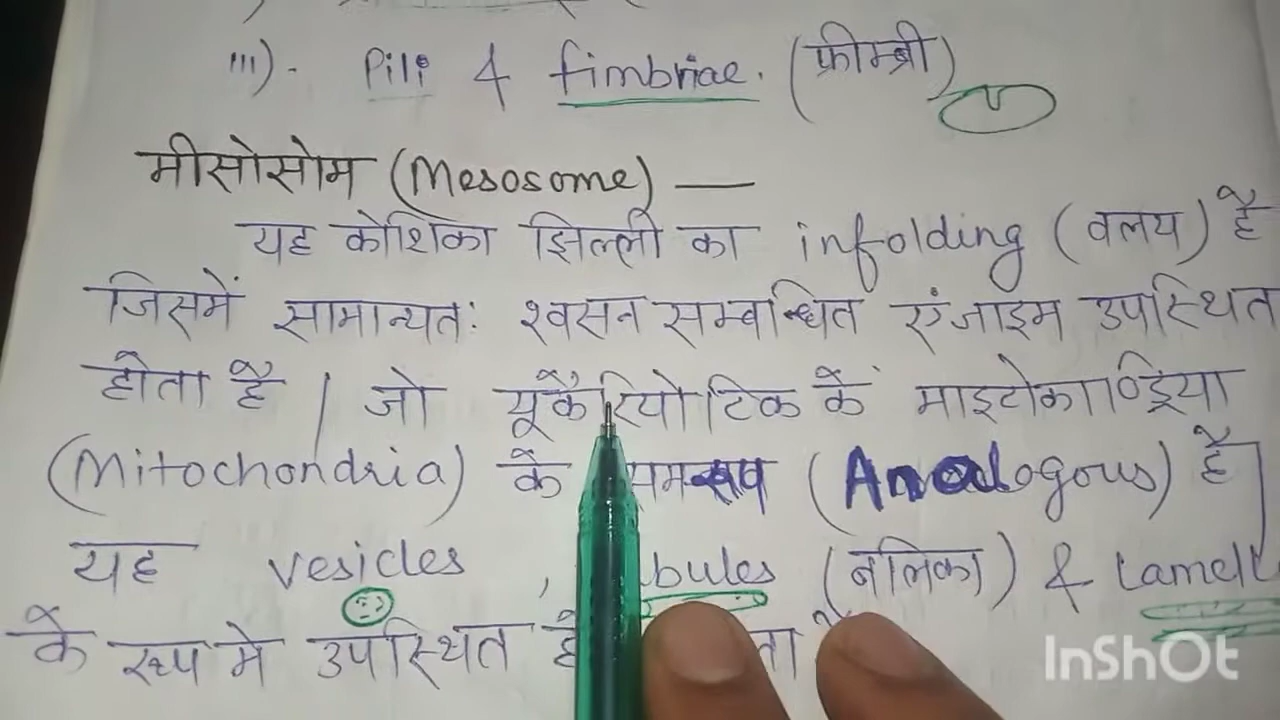 iii). Pili & fimbriae. (फ्रीम्ब्री)
मीसोसोम (Mesosome) —
यह कोशिका झिल्ली का infolding (वलय) है
जिसमें सामान्यतः श्वसन सम्बन्धित एंजाइम उपस्थित
होता है | जो यूकैरियोटिक के माइटोकाण्ड्रिया
(Mitochondria) के (Analogous) है
यह vesicles , bules (नलिका) & Lamell
के रूप मे उपस्थित
InShOt